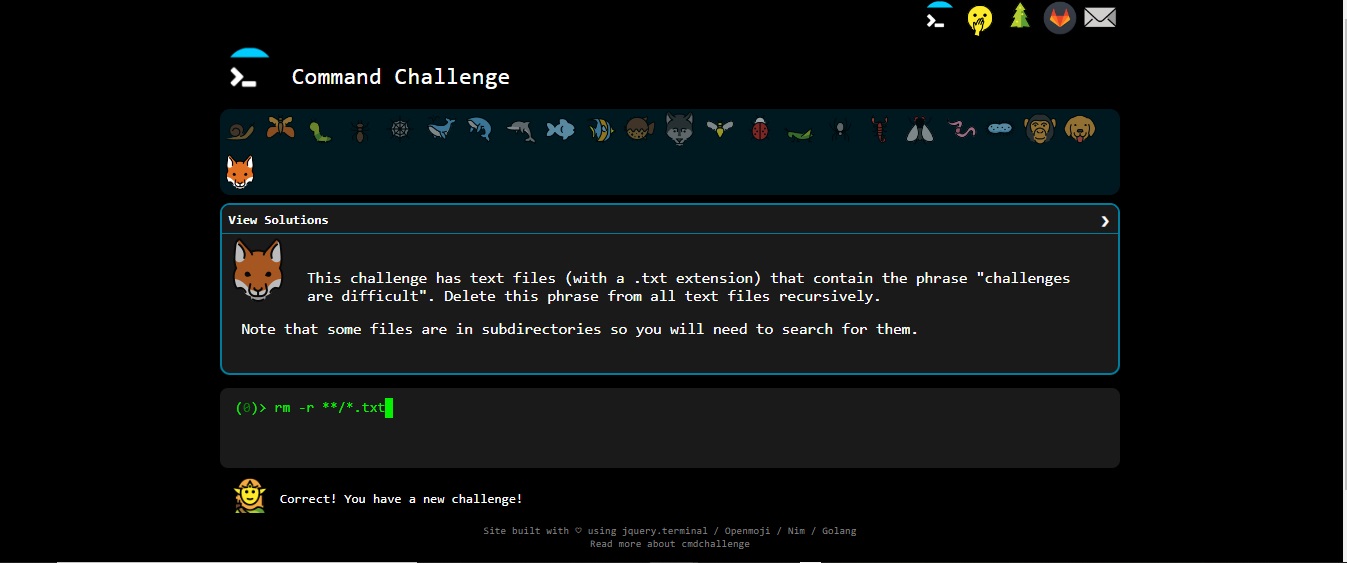 Command Challenge
View Solutions
This challenge has text files (with a .txt extension) that contain the phrase "challenges
are difficult". Delete this phrase from all text files recursively.
Note that some files are in subdirectories so you will need to search for them.
(0)> rm -r **/*.txt
Correct! You have a new challenge!
Site built with ♡ using jquery.terminal / Openmoji / Nim / Golang
Read more about cmdchallenge